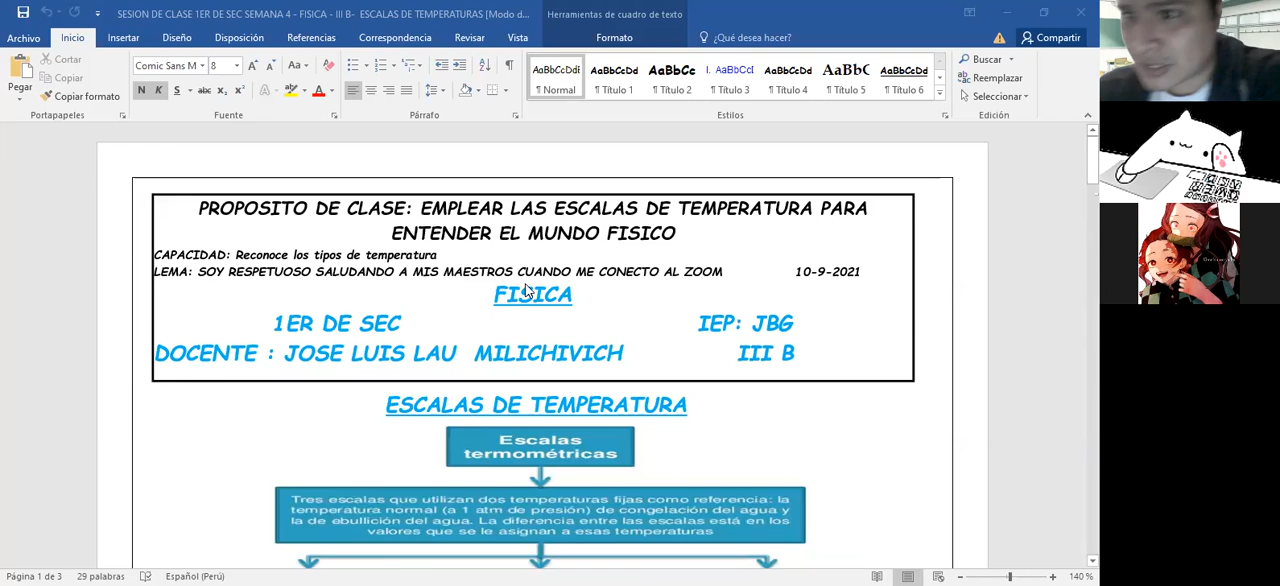 SESION DE CLASE 1ER DE SEC SEMANA 4 - FISICA - III B- ESCALAS DE TEMPERATURAS [Modo d...
Herramientas de cuadro de texto
Archivo Inicio Insertar Diseño Disposición Referencias Correspondencia Revisar Vista Formato ¿Qué desea hacer? Compartir
Pegar
Cortar
Copiar
Copiar formato
Portapapeles
Comic Sans M 8 Aa
N K S abc x₂ x² A A
Fuente
Párrafo
AaBbCcDdE AaBbCcDd AaBbCc I. AaBbCcI AaBbCcDd AaBbC AaBbCcDd
¶ Normal ¶ Título 1 ¶ Título 2 ¶ Título 3 ¶ Título 4 ¶ Título 5 ¶ Título 6
Estilos
Buscar
Reemplazar
Seleccionar
Edición
PROPOSITO DE CLASE: EMPLEAR LAS ESCALAS DE TEMPERATURA PARA
ENTENDER EL MUNDO FISICO
CAPACIDAD: Reconoce los tipos de temperatura
LEMA: SOY RESPETUOSO SALUDANDO A MIS MAESTROS CUANDO ME CONECTO AL ZOOM 10-9-2021
FISICA
1ER DE SEC IEP: JBG
DOCENTE : JOSE LUIS LAU MILICHIVICH III B
ESCALAS DE TEMPERATURA
Escalas
termométricas
Tres escalas que utilizan dos temperaturas fijas como referencia: la
temperatura normal (a 1 atm de presión) de congelación del agua y
la de ebullición del agua. La diferencia entre las escalas está en los
valores que se le asignan a esas temperaturas
Página 1 de 3 29 palabras Español (Perú) 140 %